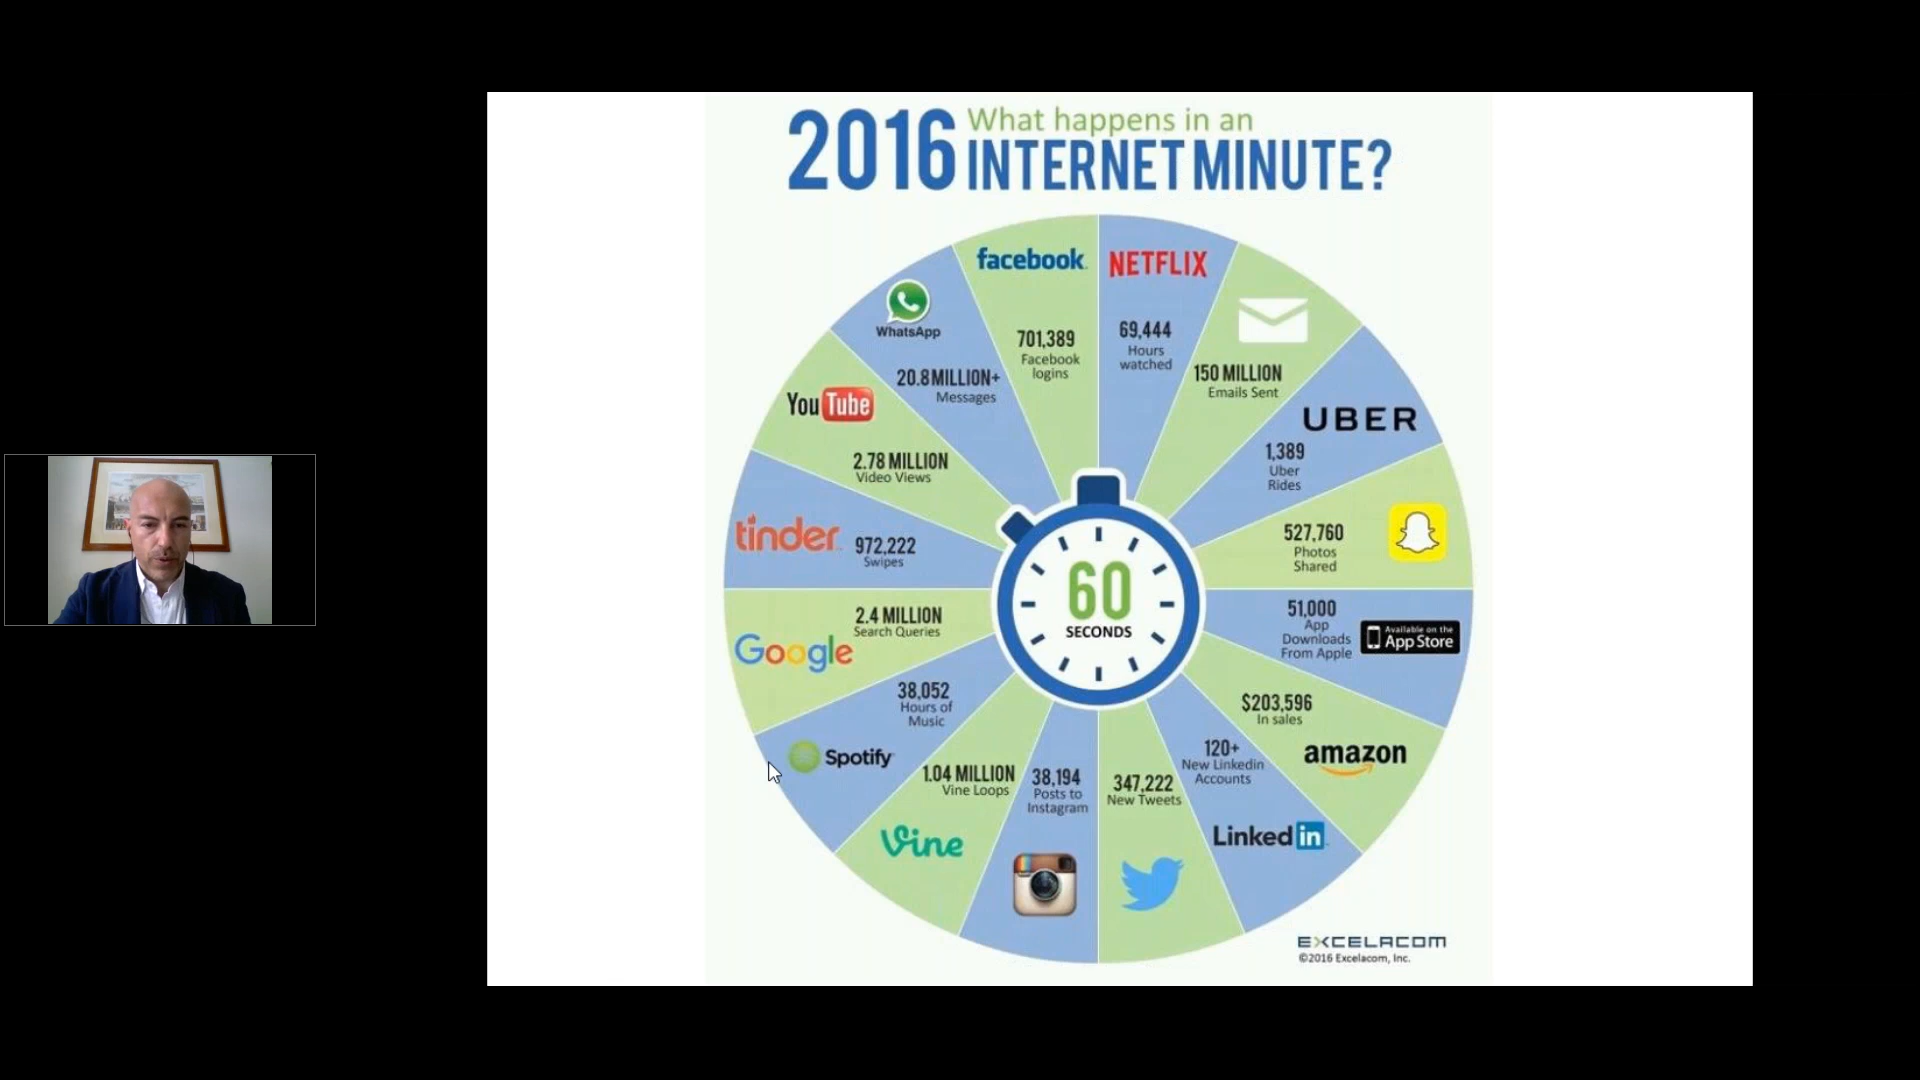 2016 What happens in an
INTERNET MINUTE?
facebook
701,389
Facebook
logins
NETFLIX
69,444
Hours
watched
150 MILLION
Emails Sent
UBER
1,389
Uber
Rides
527,760
Photos
Shared
51,000
App
Downloads
From Apple
Available on the
App Store
$203,596
In sales
amazon
120+
New Linkedin
Accounts
Linked in
347,222
New Tweets
38,194
Posts to
Instagram
1.04 MILLION
Vine Loops
Vine
38,052
Hours of
Music
Spotify
2.4 MILLION
Search Queries
Google
tinder
972,222
Swipes
YouTube
2.78 MILLION
Video Views
WhatsApp
20.8 MILLION+
Messages
60
SECONDS
EXCELACOM
©2016 Excelacom, Inc.